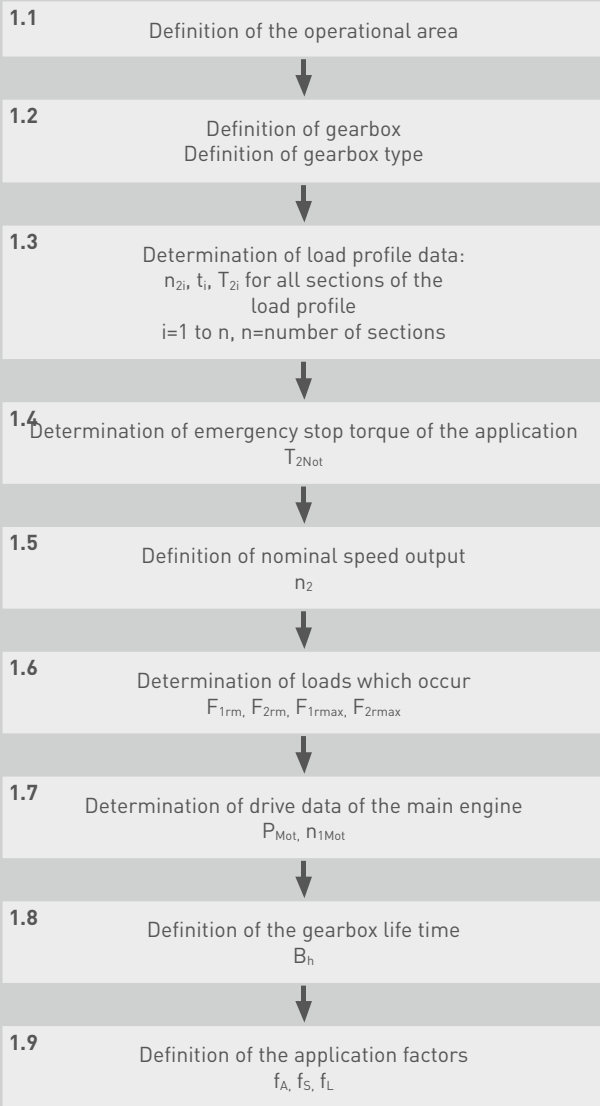 1.1
Definition of the operational area
1.2
Definition of gearbox
Definition of gearbox type
1.3
Determination of load profile data:
n2i, ti, T2i for all sections of the
load profile
i=1 to n, n=number of sections
1.4
Determination of emergency stop torque of the application
T2Not
1.5
Definition of nominal speed output
n2
1.6
Determination of loads which occur
F1rm, F2rm, F1rmax, F2rmax
1.7
Determination of drive data of the main engine
PMot, n1Mot
1.8
Definition of the gearbox life time
Bh
1.9
Definition of the application factors
fA, fS, fL